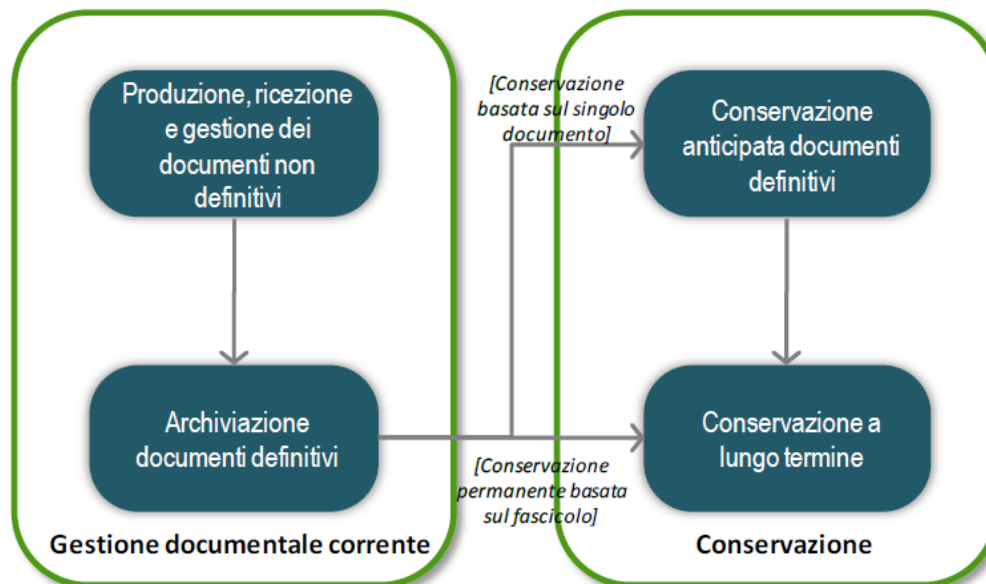 Produzione, ricezione
e gestione dei
documenti non
definitivi
[Conservazione
basata sul singolo
documento]
Conservazione
anticipata documenti
definitivi
Archiviazione
documenti definitivi
[Conservazione
permanente basata
sul fascicolo]
Conservazione a
lungo termine
Gestione documentale corrente
Conservazione